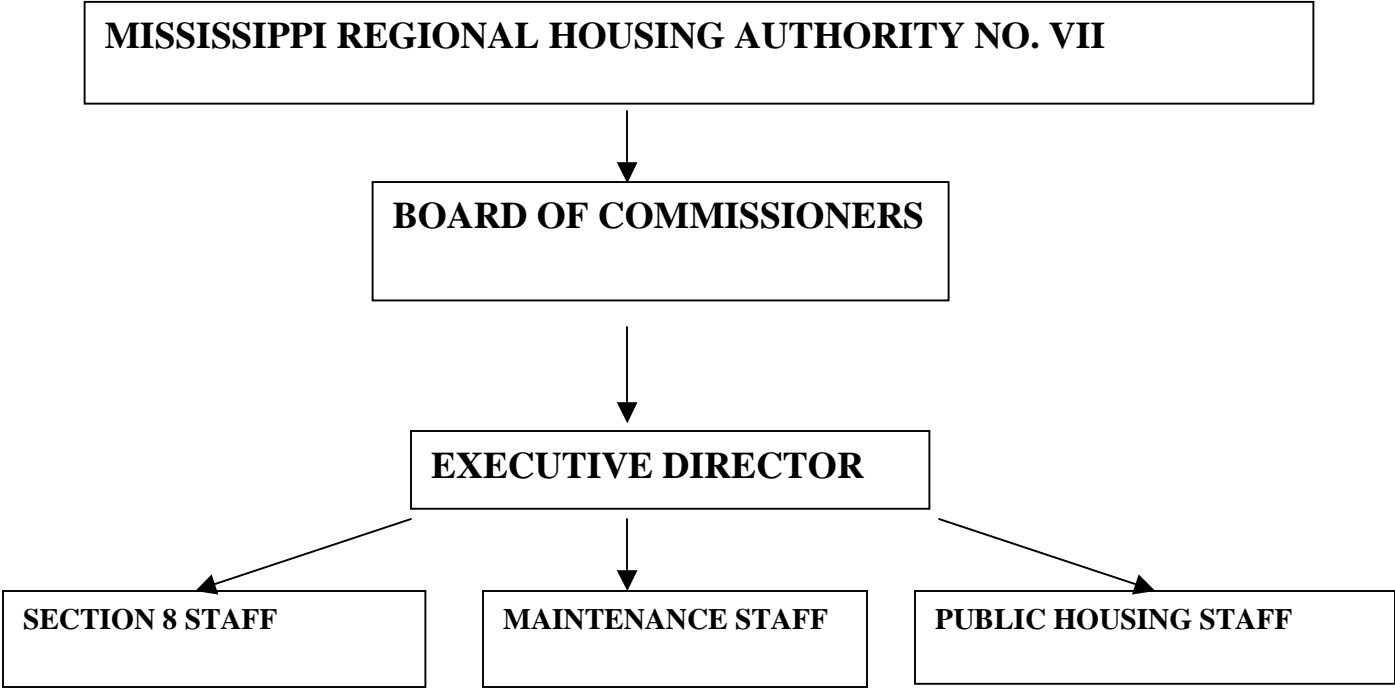 MISSISSIPPI REGIONAL HOUSING AUTHORITY NO. VII
BOARD OF COMMISSIONERS
EXECUTIVE DIRECTOR
SECTION 8 STAFF
MAINTENANCE STAFF
PUBLIC HOUSING STAFF